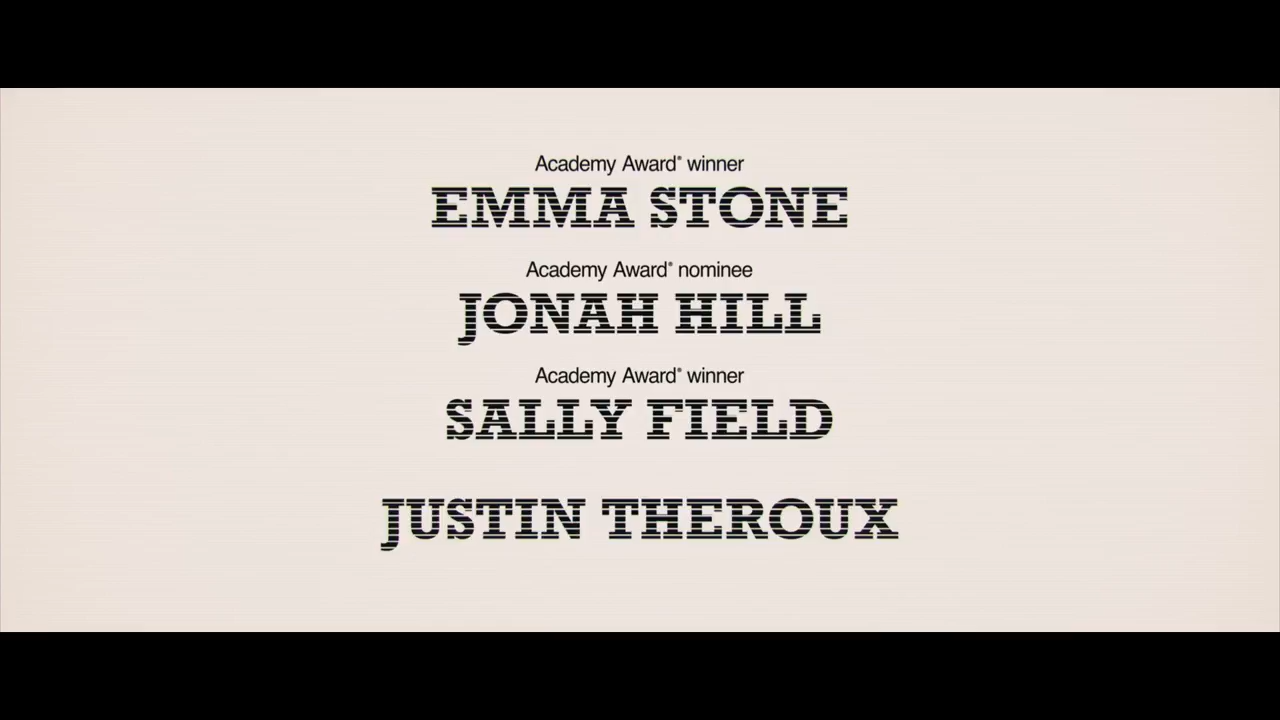 Academy Award® winner
EMMA STONE
Academy Award® nominee
JONAH HILL
Academy Award® winner
SALLY FIELD
JUSTIN THEROUX